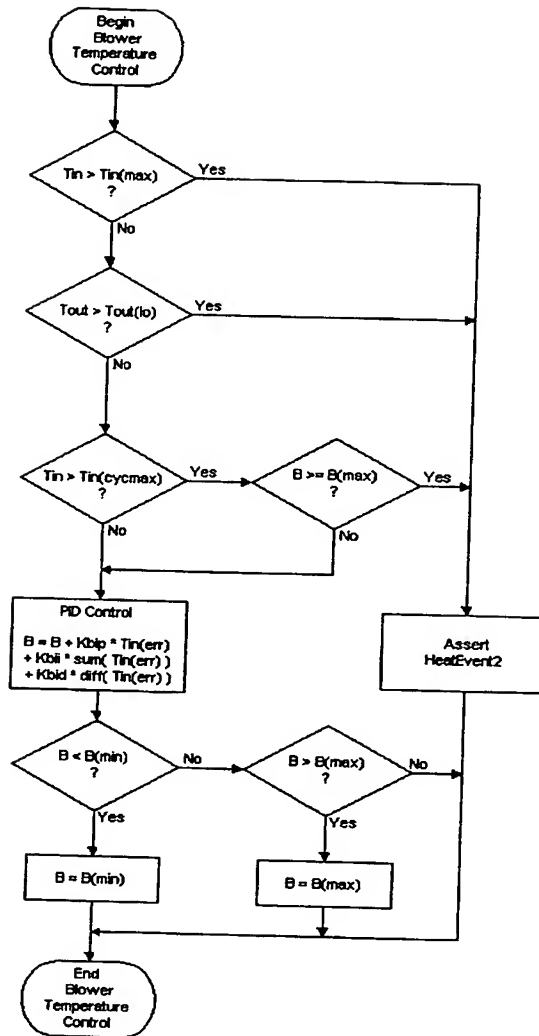 Begin
Blower
Temperature
Control
Tin > Tin(max)
?
Yes
No
Tout > Tout(lo)
?
Yes
No
Tin > Tin(cycmax)
?
Yes
B >= B(max)
?
Yes
No
No
PID Control
B = B + Kbip * Tin(err)
+ Kbii * sum( Tin(err) )
+ Kbid * diff( Tin(err) )
Assert
HeatEvent2
B < B(min)
?
No
B > B(max)
?
No
Yes
Yes
B = B(min)
B = B(max)
End
Blower
Temperature
Control